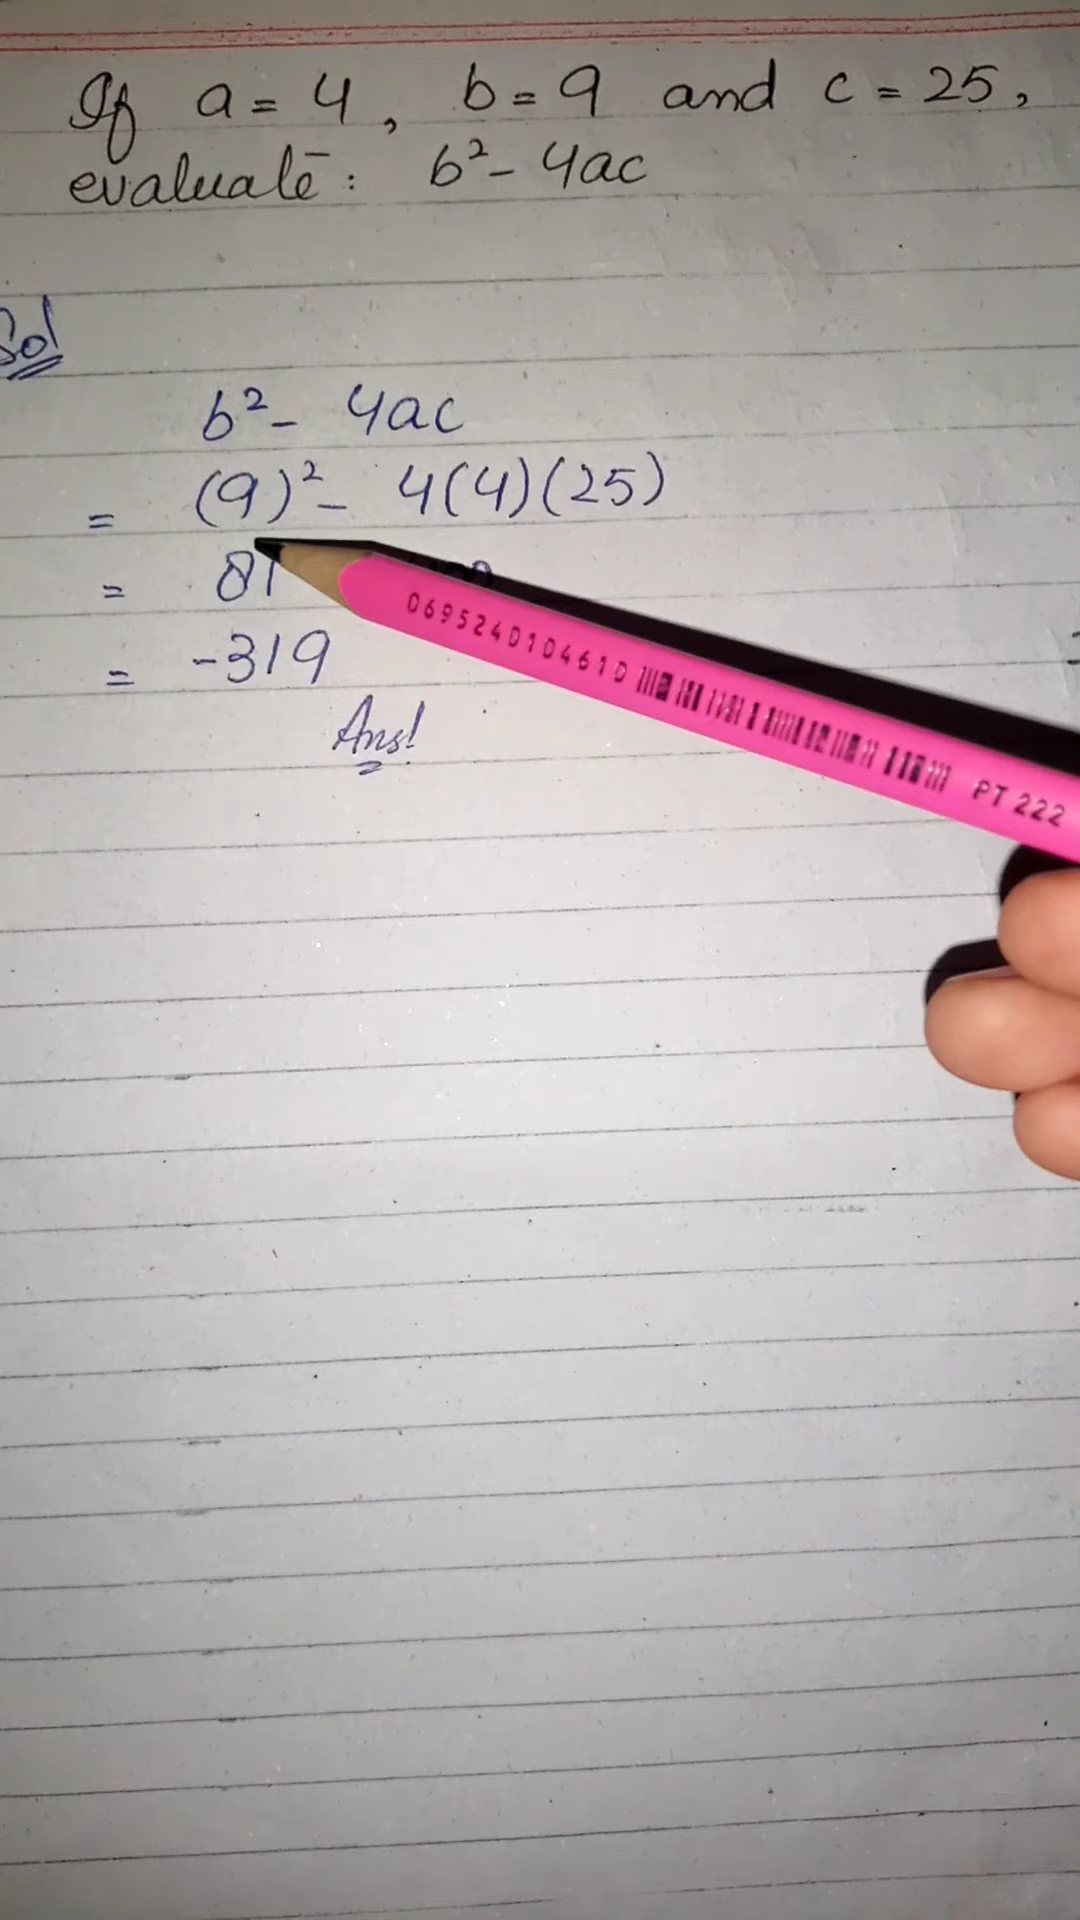 If a = 4, b = 9 and c = 25,
evaluate: b² - 4ac
Sol
b² - 4ac
= (9)² - 4(4)(25)
= 81
= -319
Ans!
0695240104610 PT 222